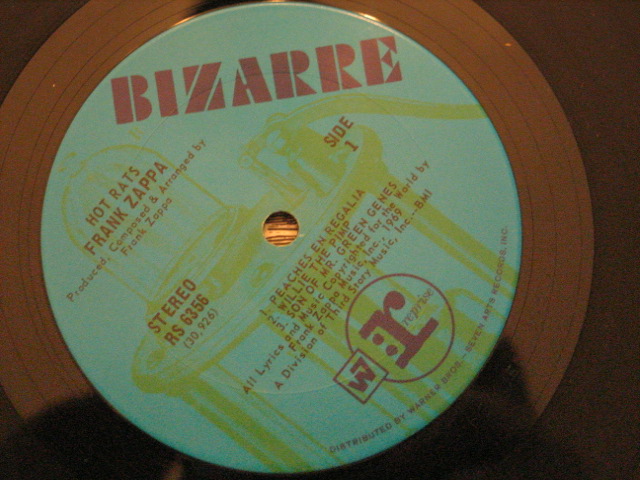 BIZARRE
SIDE
1
HOT RATS
FRANK ZAPPA
Produced, Composed & Arranged by
Frank Zappa
STEREO
RS 6356
(30,926)
1. PEACHES EN REGALIA
2. WILLIE THE PIMP
3. SON OF MR. GREEN GENES
All Lyrics and Music Copyrighted for the World by
Frank Zappa Music, Inc., 1969
A Division of Third Story Music, Inc.—BMI
r:
reprise
W7
DISTRIBUTED BY WARNER BROS.-SEVEN ARTS RECORDS, INC.